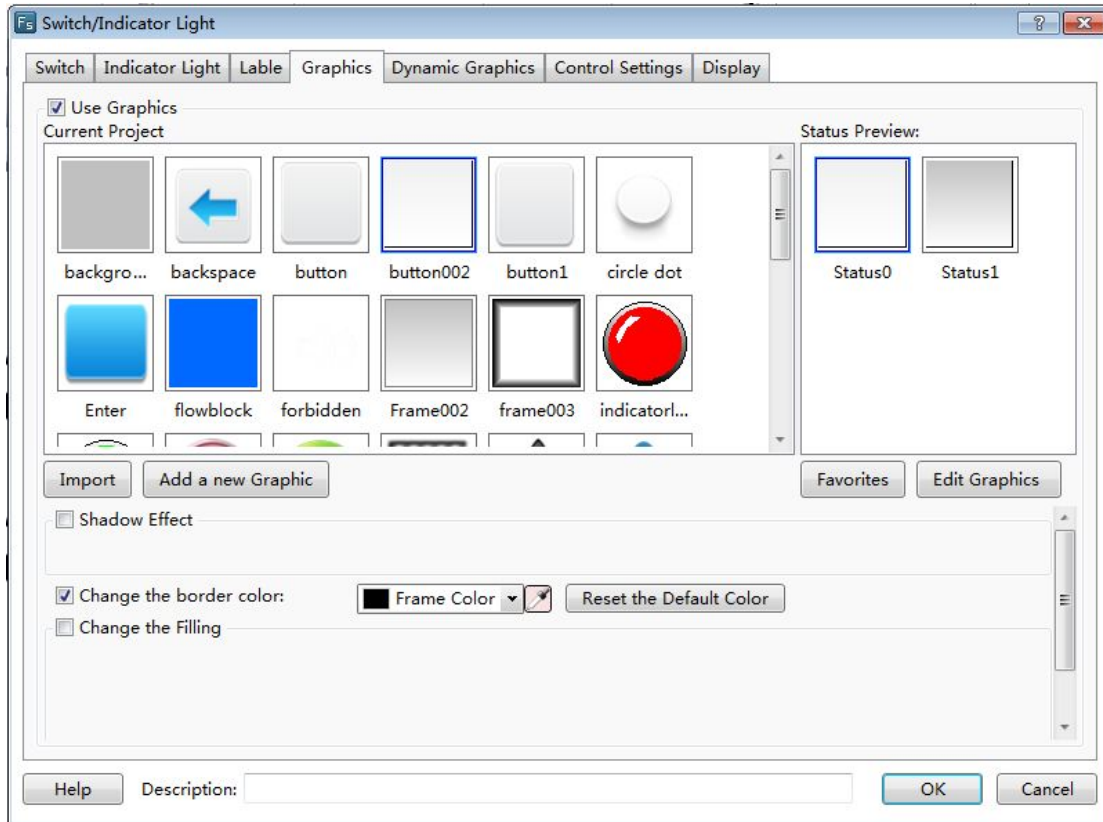 Fs Switch/Indicator Light
Switch Indicator Light Lable Graphics Dynamic Graphics Control Settings Display
Use Graphics
Current Project Status Preview:
backgro... backspace button button002 button1 circle dot Status0 Status1
Enter flowblock forbidden Frame002 frame003 indicatorl...
Import Add a new Graphic Favorites Edit Graphics
Shadow Effect
Change the border color: Frame Color Reset the Default Color
Change the Filling
Help Description: OK Cancel